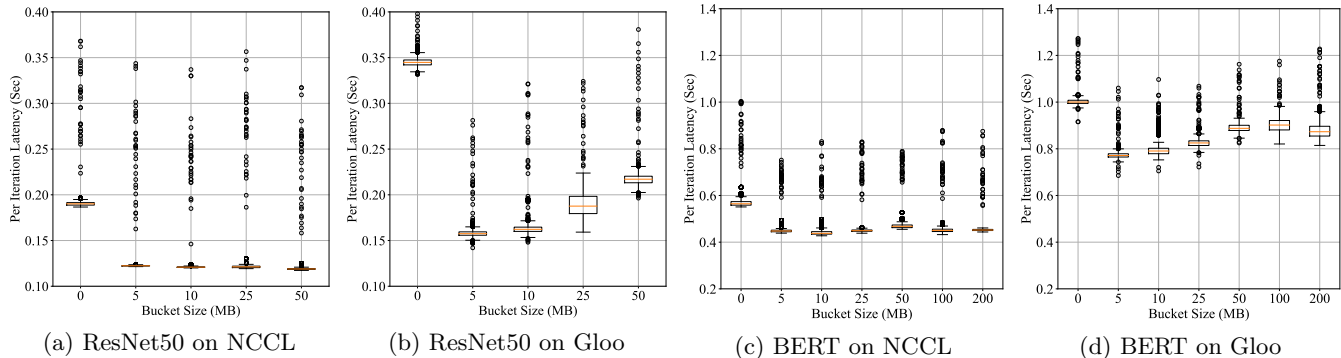 0.40
0.35
0.30
0.25
0.20
0.15
0.10
Per Iteration Latency (Sec)
0 5 10 25 50
Bucket Size (MB)
(a) ResNet50 on NCCL
0.40
0.35
0.30
0.25
0.20
0.15
0.10
Per Iteration Latency (Sec)
0 5 10 25 50
Bucket Size (MB)
(b) ResNet50 on Gloo
1.4
1.2
1.0
0.8
0.6
0.4
0.2
Per Iteration Latency (Sec)
0 5 10 25 50 100 200
Bucket Size (MB)
(c) BERT on NCCL
1.4
1.2
1.0
0.8
0.6
0.4
0.2
Per Iteration Latency (Sec)
0 5 10 25 50 100 200
Bucket Size (MB)
(d) BERT on Gloo